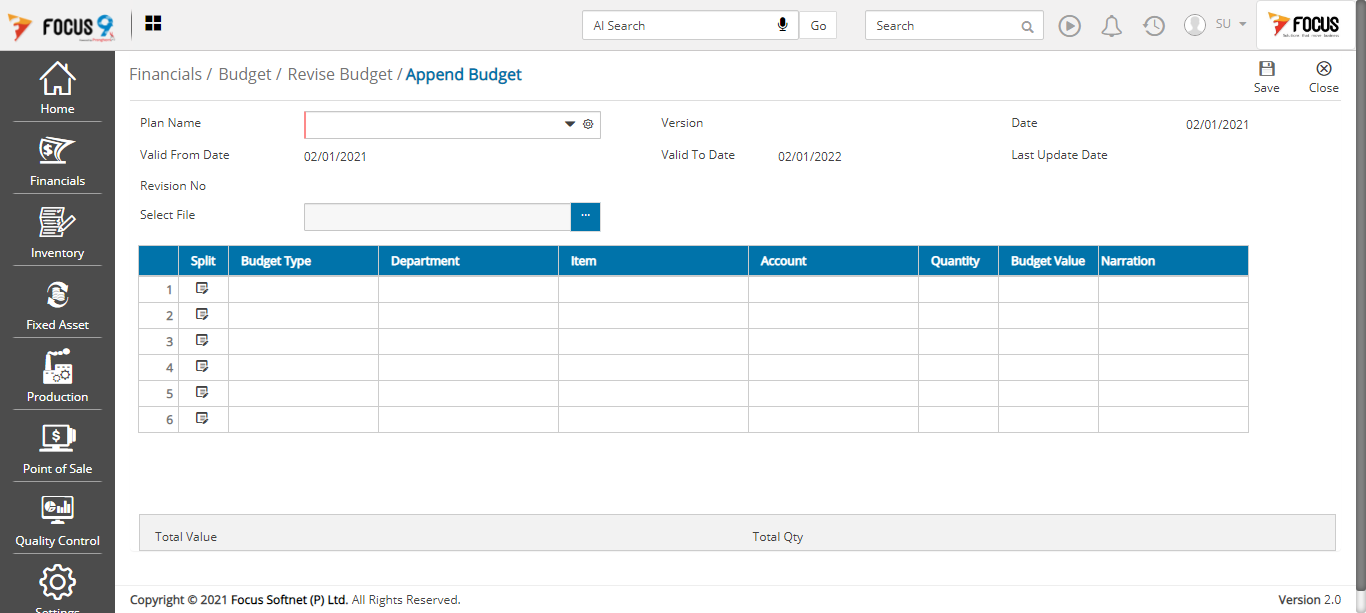 FOCUS 9
AI Search
Go
Search
SU
FOCUS
Financials / Budget / Revise Budget / Append Budget
Save
Close
Home
Financials
Inventory
Fixed Asset
Production
Point of Sale
Quality Control
Settings
Plan Name
Version
Date 02/01/2021
Valid From Date 02/01/2021
Valid To Date 02/01/2022
Last Update Date
Revision No
Select File ...
Split Budget Type Department Item Account Quantity Budget Value Narration
1
2
3
4
5
6
Total Value Total Qty
Copyright © 2021 Focus Softnet (P) Ltd. All Rights Reserved.
Version 2.0